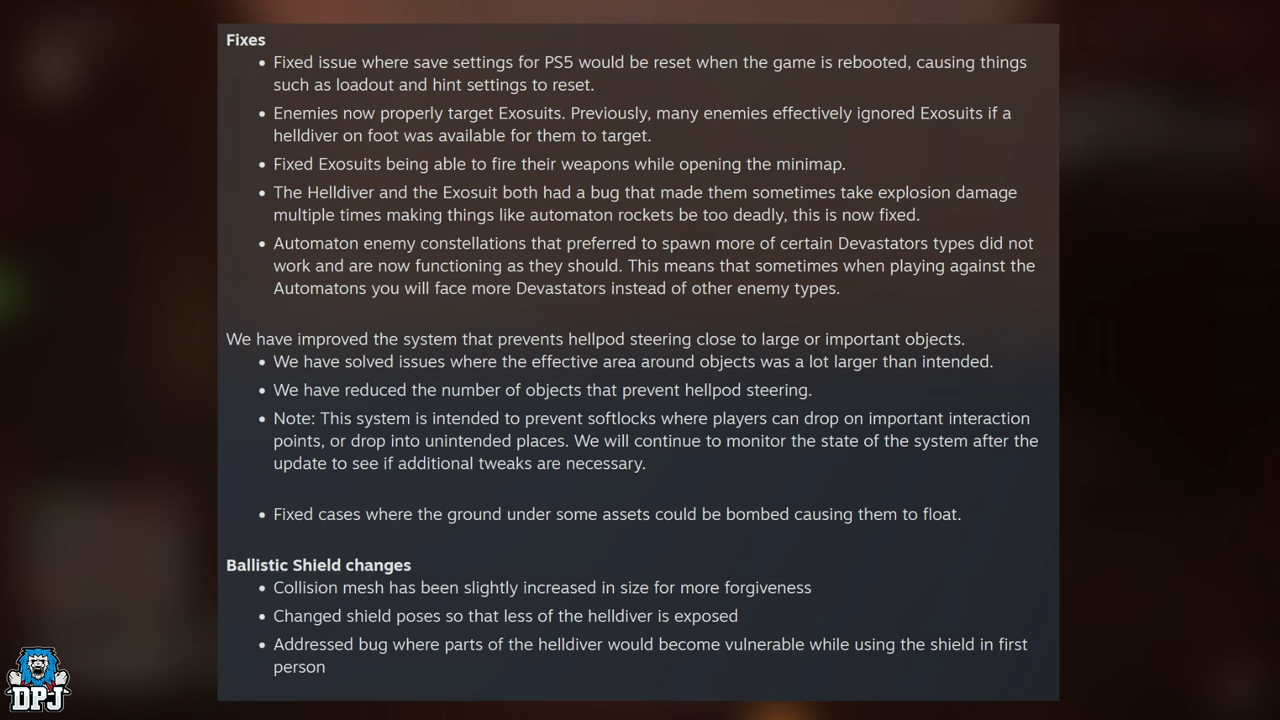 Fixes
• Fixed issue where save settings for PS5 would be reset when the game is rebooted, causing things
such as loadout and hint settings to reset.
• Enemies now properly target Exosuits. Previously, many enemies effectively ignored Exosuits if a
helldiver on foot was available for them to target.
• Fixed Exosuits being able to fire their weapons while opening the minimap.
• The Helldiver and the Exosuit both had a bug that made them sometimes take explosion damage
multiple times making things like automaton rockets be too deadly, this is now fixed.
• Automaton enemy constellations that preferred to spawn more of certain Devastators types did not
work and are now functioning as they should. This means that sometimes when playing against the
Automatons you will face more Devastators instead of other enemy types.
We have improved the system that prevents hellpod steering close to large or important objects.
• We have solved issues where the effective area around objects was a lot larger than intended.
• We have reduced the number of objects that prevent hellpod steering.
• Note: This system is intended to prevent softlocks where players can drop on important interaction
points, or drop into unintended places. We will continue to monitor the state of the system after the
update to see if additional tweaks are necessary.
• Fixed cases where the ground under some assets could be bombed causing them to float.
Ballistic Shield changes
• Collision mesh has been slightly increased in size for more forgiveness
• Changed shield poses so that less of the helldiver is exposed
• Addressed bug where parts of the helldiver would become vulnerable while using the shield in first
person
DPJ